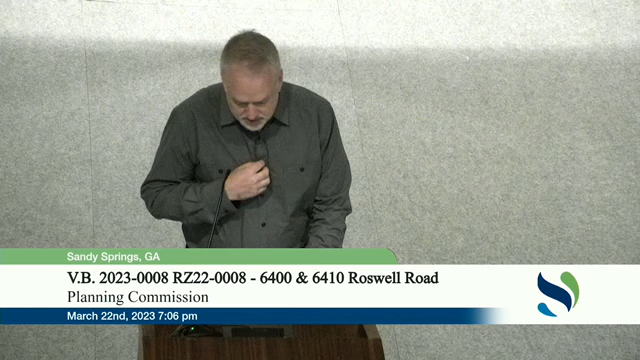 Sandy Springs, GA
V.B. 2023-0008 RZ22-0008 - 6400 & 6410 Roswell Road
Planning Commission
March 22nd, 2023 7:06 pm